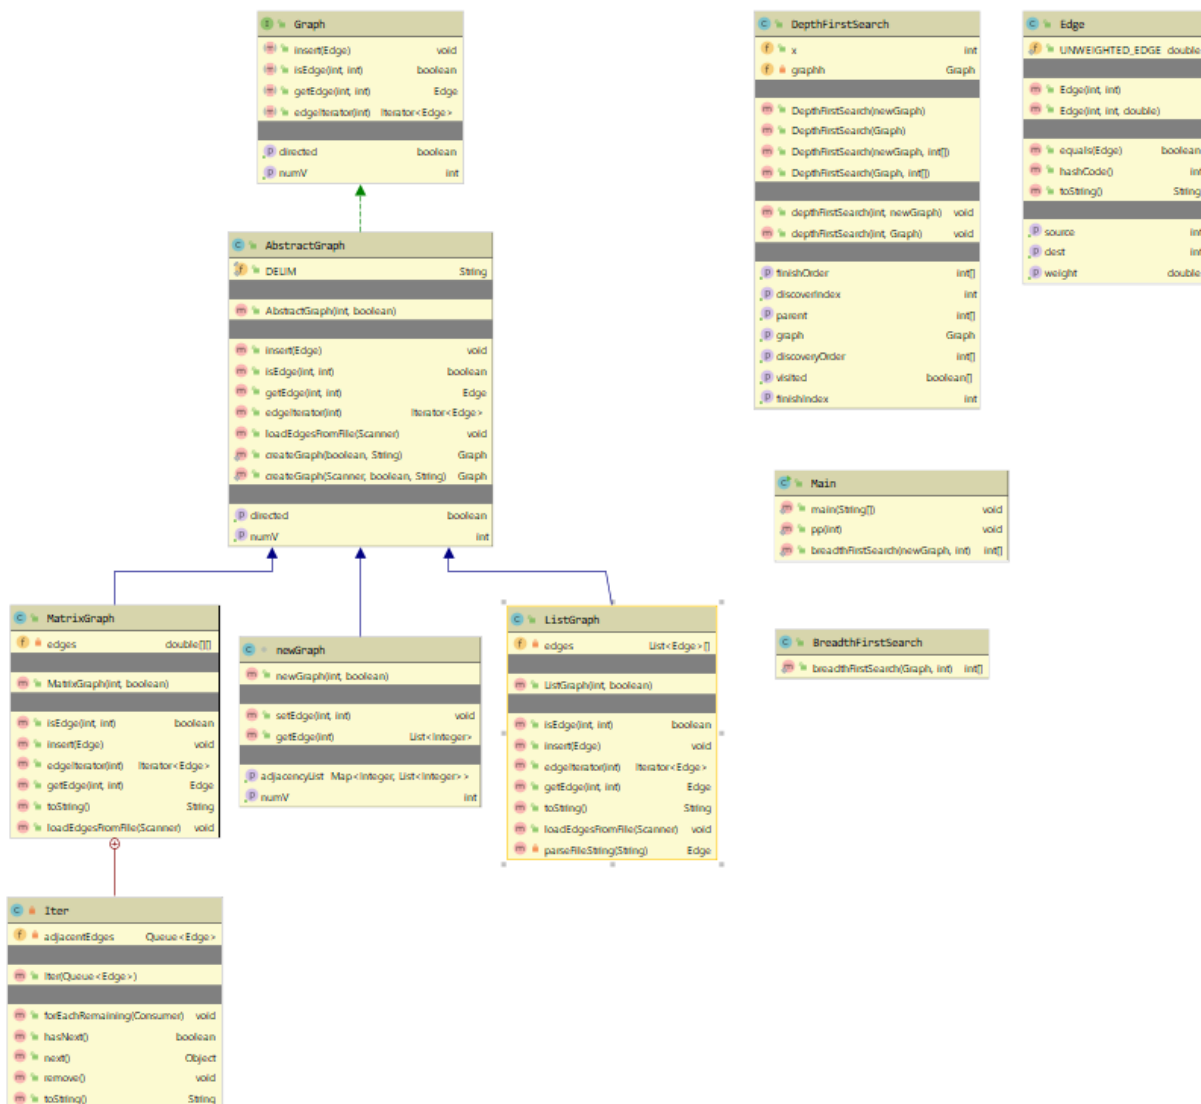 Graph
insert(Edge) void
isEdge(int, int) boolean
getEdge(int, int) Edge
edgeIterator(int) Iterator<Edge>
directed boolean
numV int
AbstractGraph
DELIM String
AbstractGraph(int, boolean)
insert(Edge) void
isEdge(int, int) boolean
getEdge(int, int) Edge
edgeIterator(int) Iterator<Edge>
loadEdgesFromFile(Scanner) void
createGraph(boolean, String) Graph
createGraph(Scanner, boolean, String) Graph
directed boolean
numV int
MatrixGraph
edges double[][]
MatrixGraph(int, boolean)
isEdge(int, int) boolean
insert(Edge) void
edgeIterator(int) Iterator<Edge>
getEdge(int, int) Edge
toString() String
loadEdgesFromFile(Scanner) void
newGraph
newGraph(int, boolean)
setEdge(int, int) void
getEdge(int) List<Integer>
adjacencyList Map<Integer, List<Integer>>
numV int
ListGraph
edges List<Edge>[]
ListGraph(int, boolean)
isEdge(int, int) boolean
insert(Edge) void
edgeIterator(int) Iterator<Edge>
getEdge(int, int) Edge
toString() String
loadEdgesFromFile(Scanner) void
parseFileString(String) Edge
Iter
adjacentEdges Queue<Edge>
Iter(Queue<Edge>)
forEachRemaining(Consumer) void
hasNext() boolean
next() Object
remove() void
toString() String
DepthFirstSearch
x int
graphh Graph
DepthFirstSearch(newGraph)
DepthFirstSearch(Graph)
DepthFirstSearch(newGraph, int[])
DepthFirstSearch(Graph, int[])
depthFirstSearch(int, newGraph) void
depthFirstSearch(int, Graph) void
finishOrder int[]
discoverIndex int
parent int[]
graph Graph
discoveryOrder int[]
visited boolean[]
finishIndex int
Edge
UNWEIGHTED_EDGE double
Edge(int, int)
Edge(int, int, double)
equals(Edge) boolean
hashCode() int
toString() String
source int
dest int
weight double
Main
main(String[]) void
pp(int) void
breadthFirstSearch(newGraph, int) int[]
BreadthFirstSearch
breadthFirstSearch(Graph, int) int[]